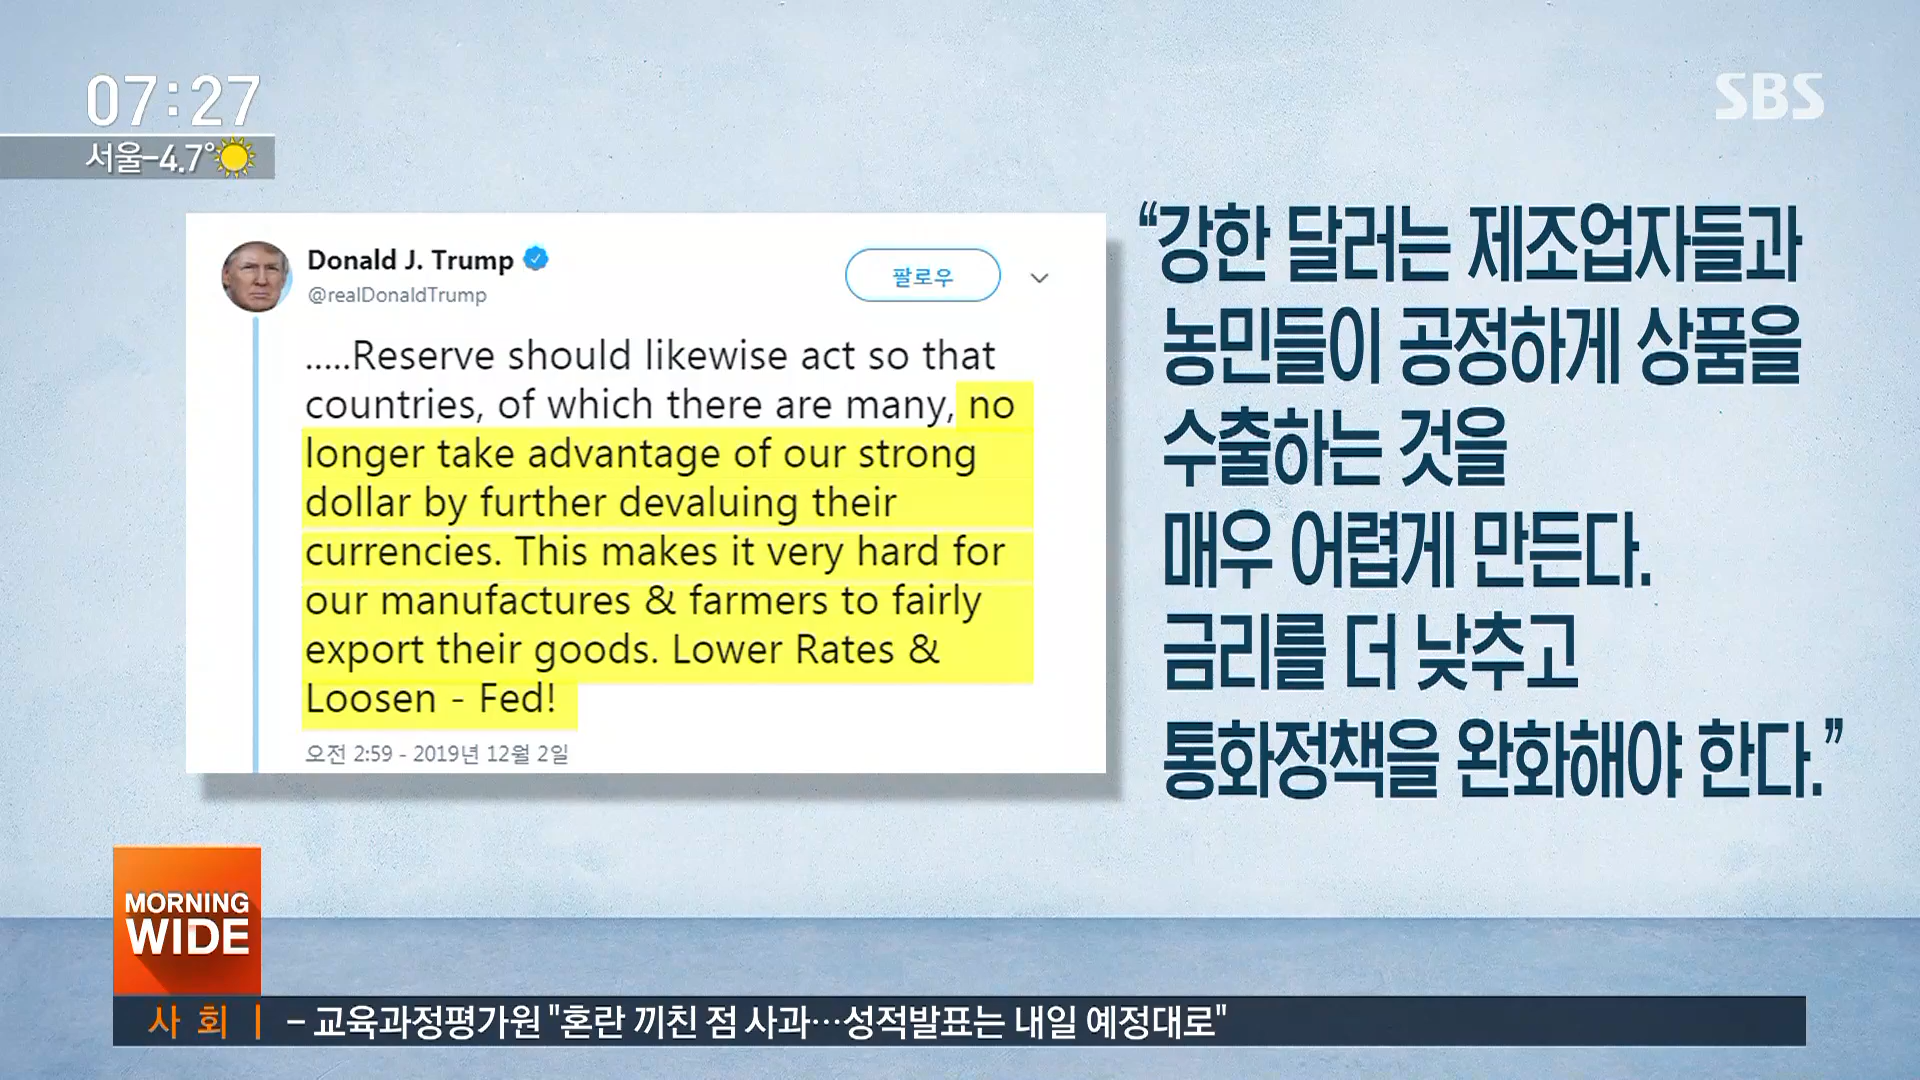 07:27
서울-4.7°
SBS
Donald J. Trump
@realDonaldTrump
팔로우
.....Reserve should likewise act so that
countries, of which there are many, no
longer take advantage of our strong
dollar by further devaluing their
currencies. This makes it very hard for
our manufactures & farmers to fairly
export their goods. Lower Rates &
Loosen - Fed!
오전 2:59 - 2019년 12월 2일
“강한 달러는 제조업자들과
농민들이 공정하게 상품을
수출하는 것을
매우 어렵게 만든다.
금리를 더 낮추고
통화정책을 완화해야 한다.”
MORNING
WIDE
사회 | - 교육과정평가원 "혼란 끼친 점 사과…성적발표는 내일 예정대로"